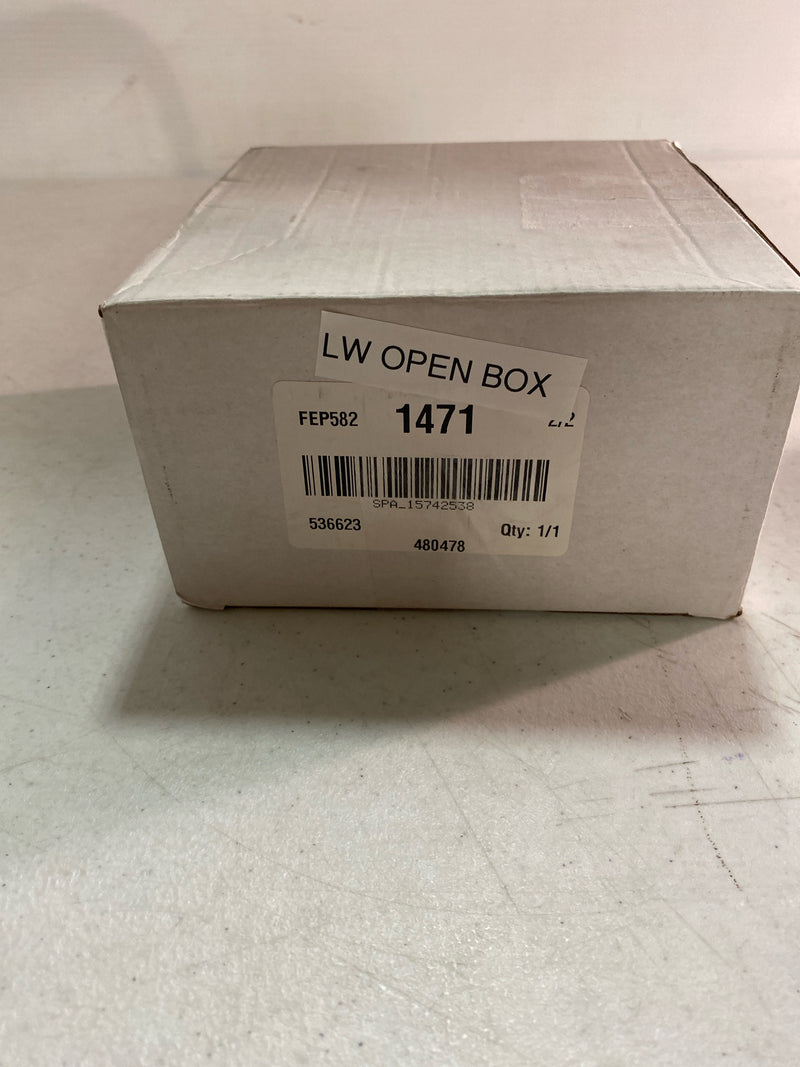 LW OPEN BOX
FEP582 1471 2/2
SPA_15742538
536623 Qty: 1/1
480478